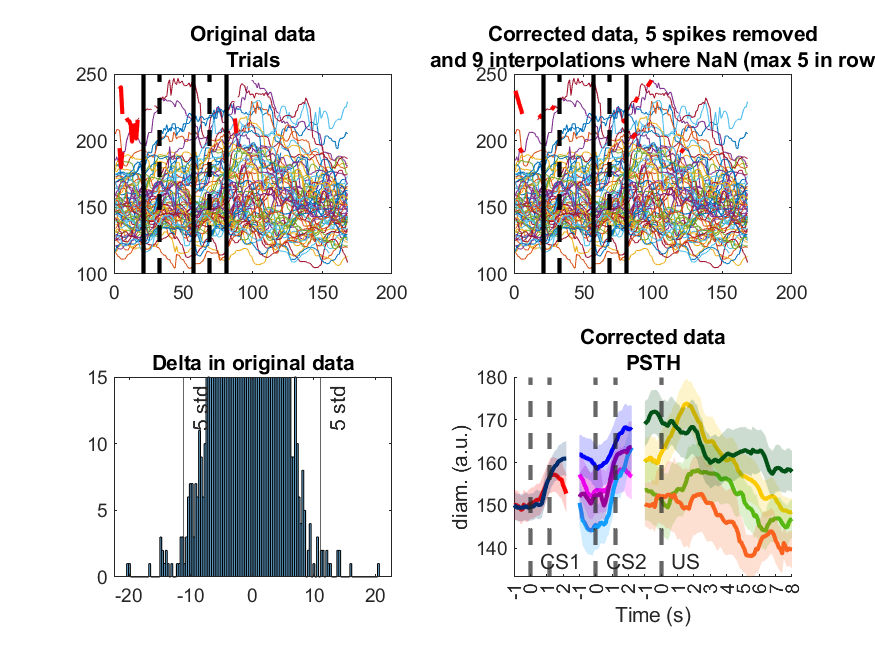 Original data
Trials
250
200
150
100
0 50 100 150 200
Corrected data, 5 spikes removed
and 9 interpolations where NaN (max 5 in row
250
200
150
100
0 50 100 150 200
Delta in original data
15
10
5
0
5 std
5 std
-20 -10 0 10 20
Corrected data
PSTH
180
170
160
150
140
diam. (a.u.)
CS1 CS2 US
-1 0 1 2 -1 0 1 2 -1 0 1 2 3 4 5 6 7 8
Time (s)